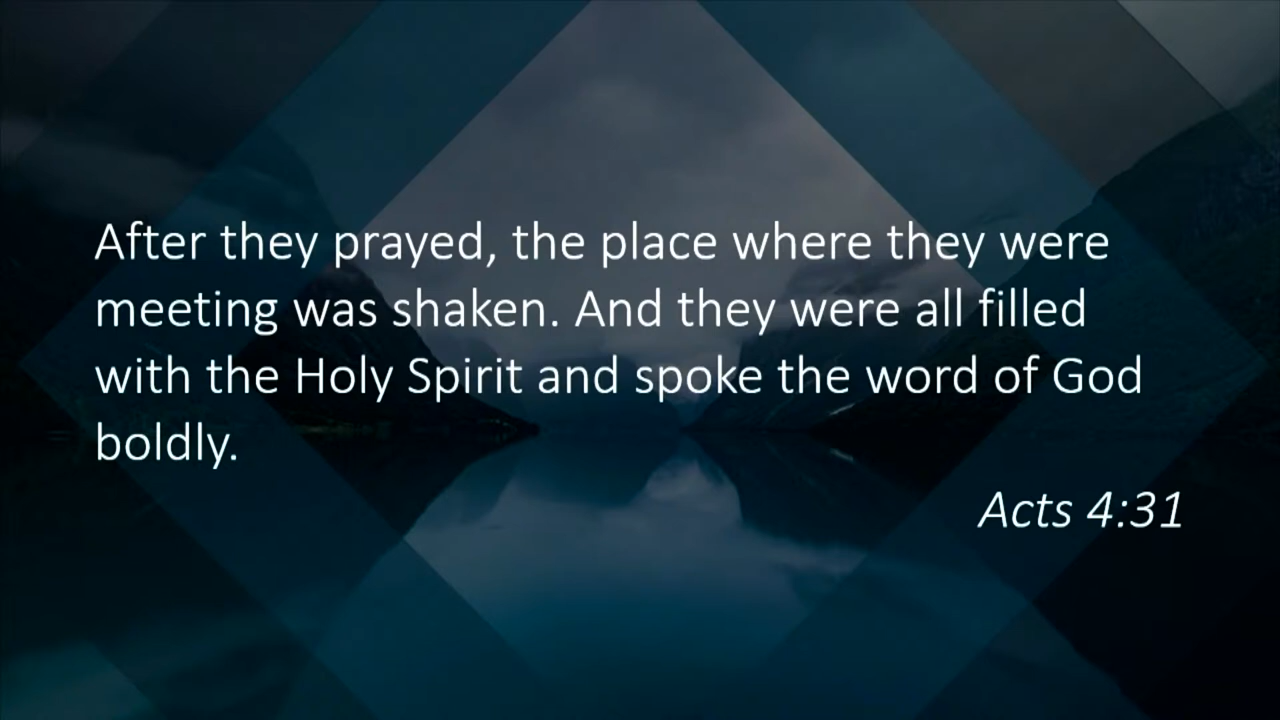 After they prayed, the place where they were
meeting was shaken. And they were all filled
with the Holy Spirit and spoke the word of God
boldly.
Acts 4:31